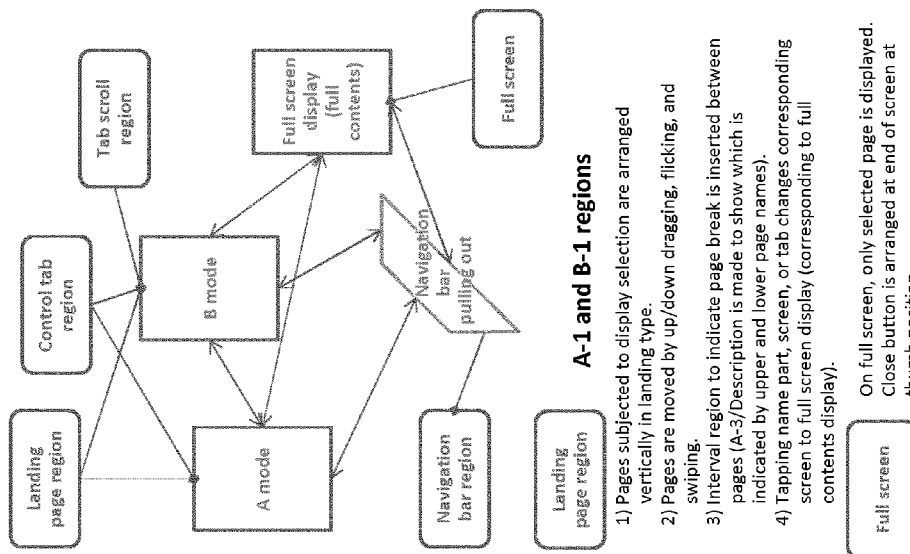 Landing
page region
Control tab
region
Tab scroll
region
A mode
B mode
Full screen
display
(full
contents)
Navigation
bar region
Navigation
bar
pulling out
Full screen
A-1 and B-1 regions
Landing
page region
1) Pages subjected to display selection are arranged
vertically in landing type.
2) Pages are moved by up/down dragging, flicking, and
swiping.
3) Interval region to indicate page break is inserted between
pages (A-3/Description is made to show which is
indicated by upper and lower page names).
4) Tapping name part, screen, or tab changes corresponding
screen to full screen display (corresponding to full
contents display).
Full screen
On full screen, only selected page is displayed.
Close button is arranged at end of screen at